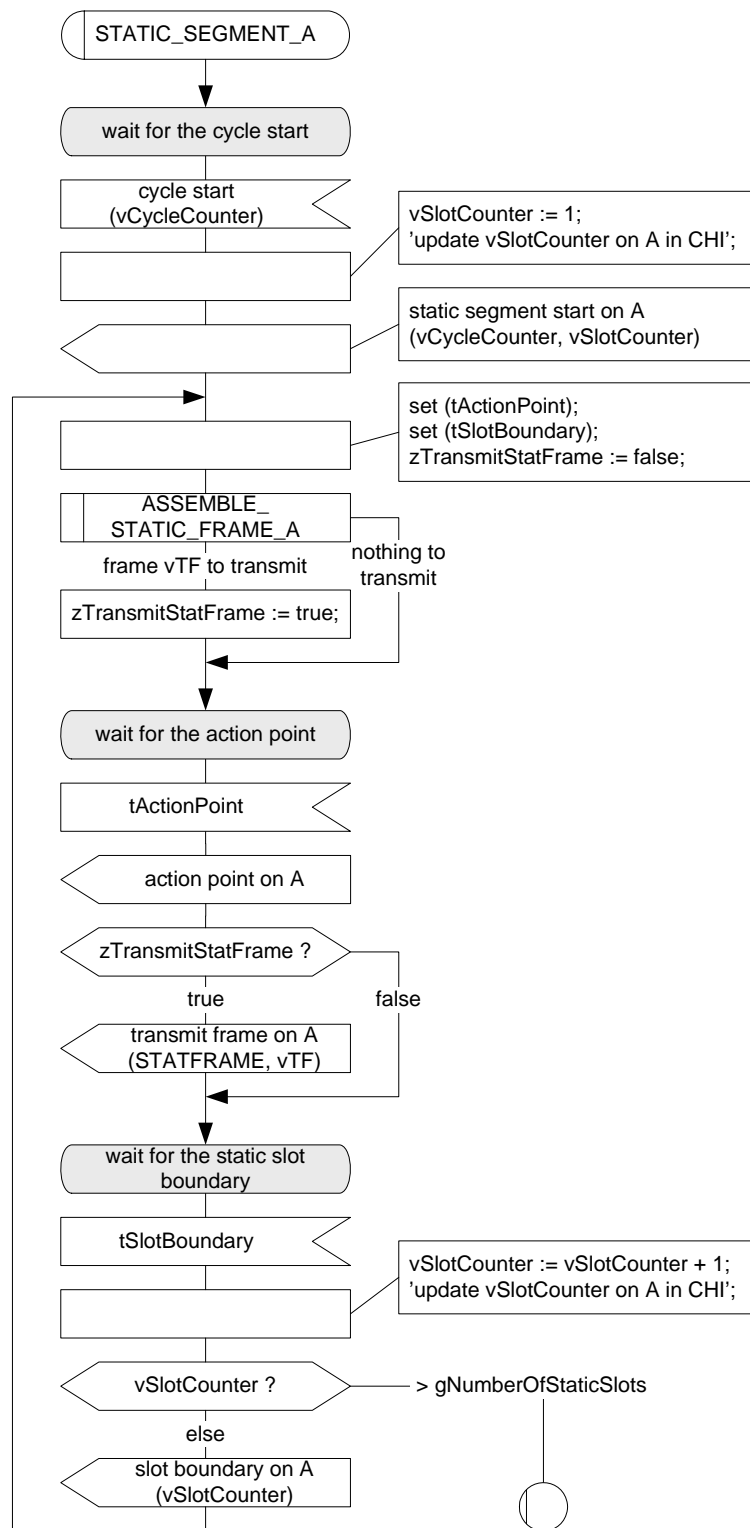 STATIC_SEGMENT_A
wait for the cycle start
cycle start
(vCycleCounter)
vSlotCounter := 1;
’update vSlotCounter on A in CHI’;
static segment start on A
(vCycleCounter, vSlotCounter)
set (tActionPoint);
set (tSlotBoundary);
zTransmitStatFrame := false;
ASSEMBLE_
STATIC_FRAME_A
nothing to
transmit
frame vTF to transmit
zTransmitStatFrame := true;
wait for the action point
tActionPoint
action point on A
zTransmitStatFrame ?
true
false
transmit frame on A
(STATFRAME, vTF)
wait for the static slot
boundary
tSlotBoundary
vSlotCounter := vSlotCounter + 1;
’update vSlotCounter on A in CHI’;
vSlotCounter ?
> gNumberOfStaticSlots
else
slot boundary on A
(vSlotCounter)